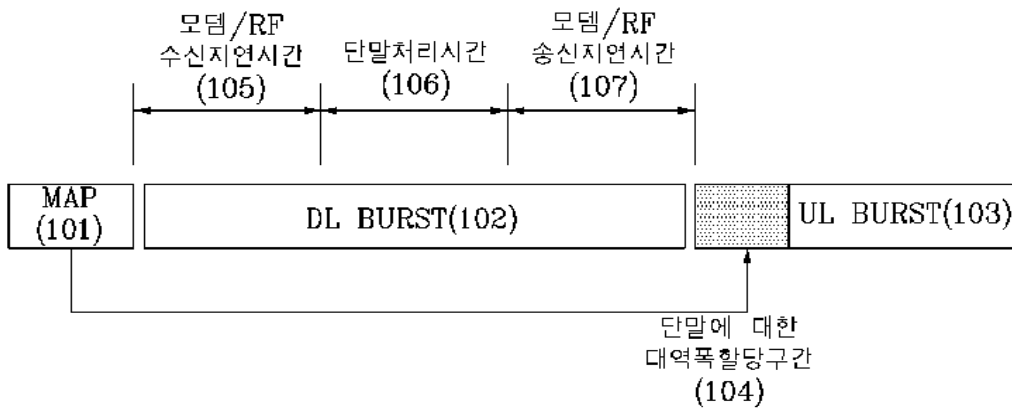 모뎀/RF
수신지연시간
(105)
단말처리시간
(106)
모뎀/RF
송신지연시간
(107)
MAP
(101)
DL BURST(102)
UL BURST(103)
단말에 대한
대역폭할당구간
(104)